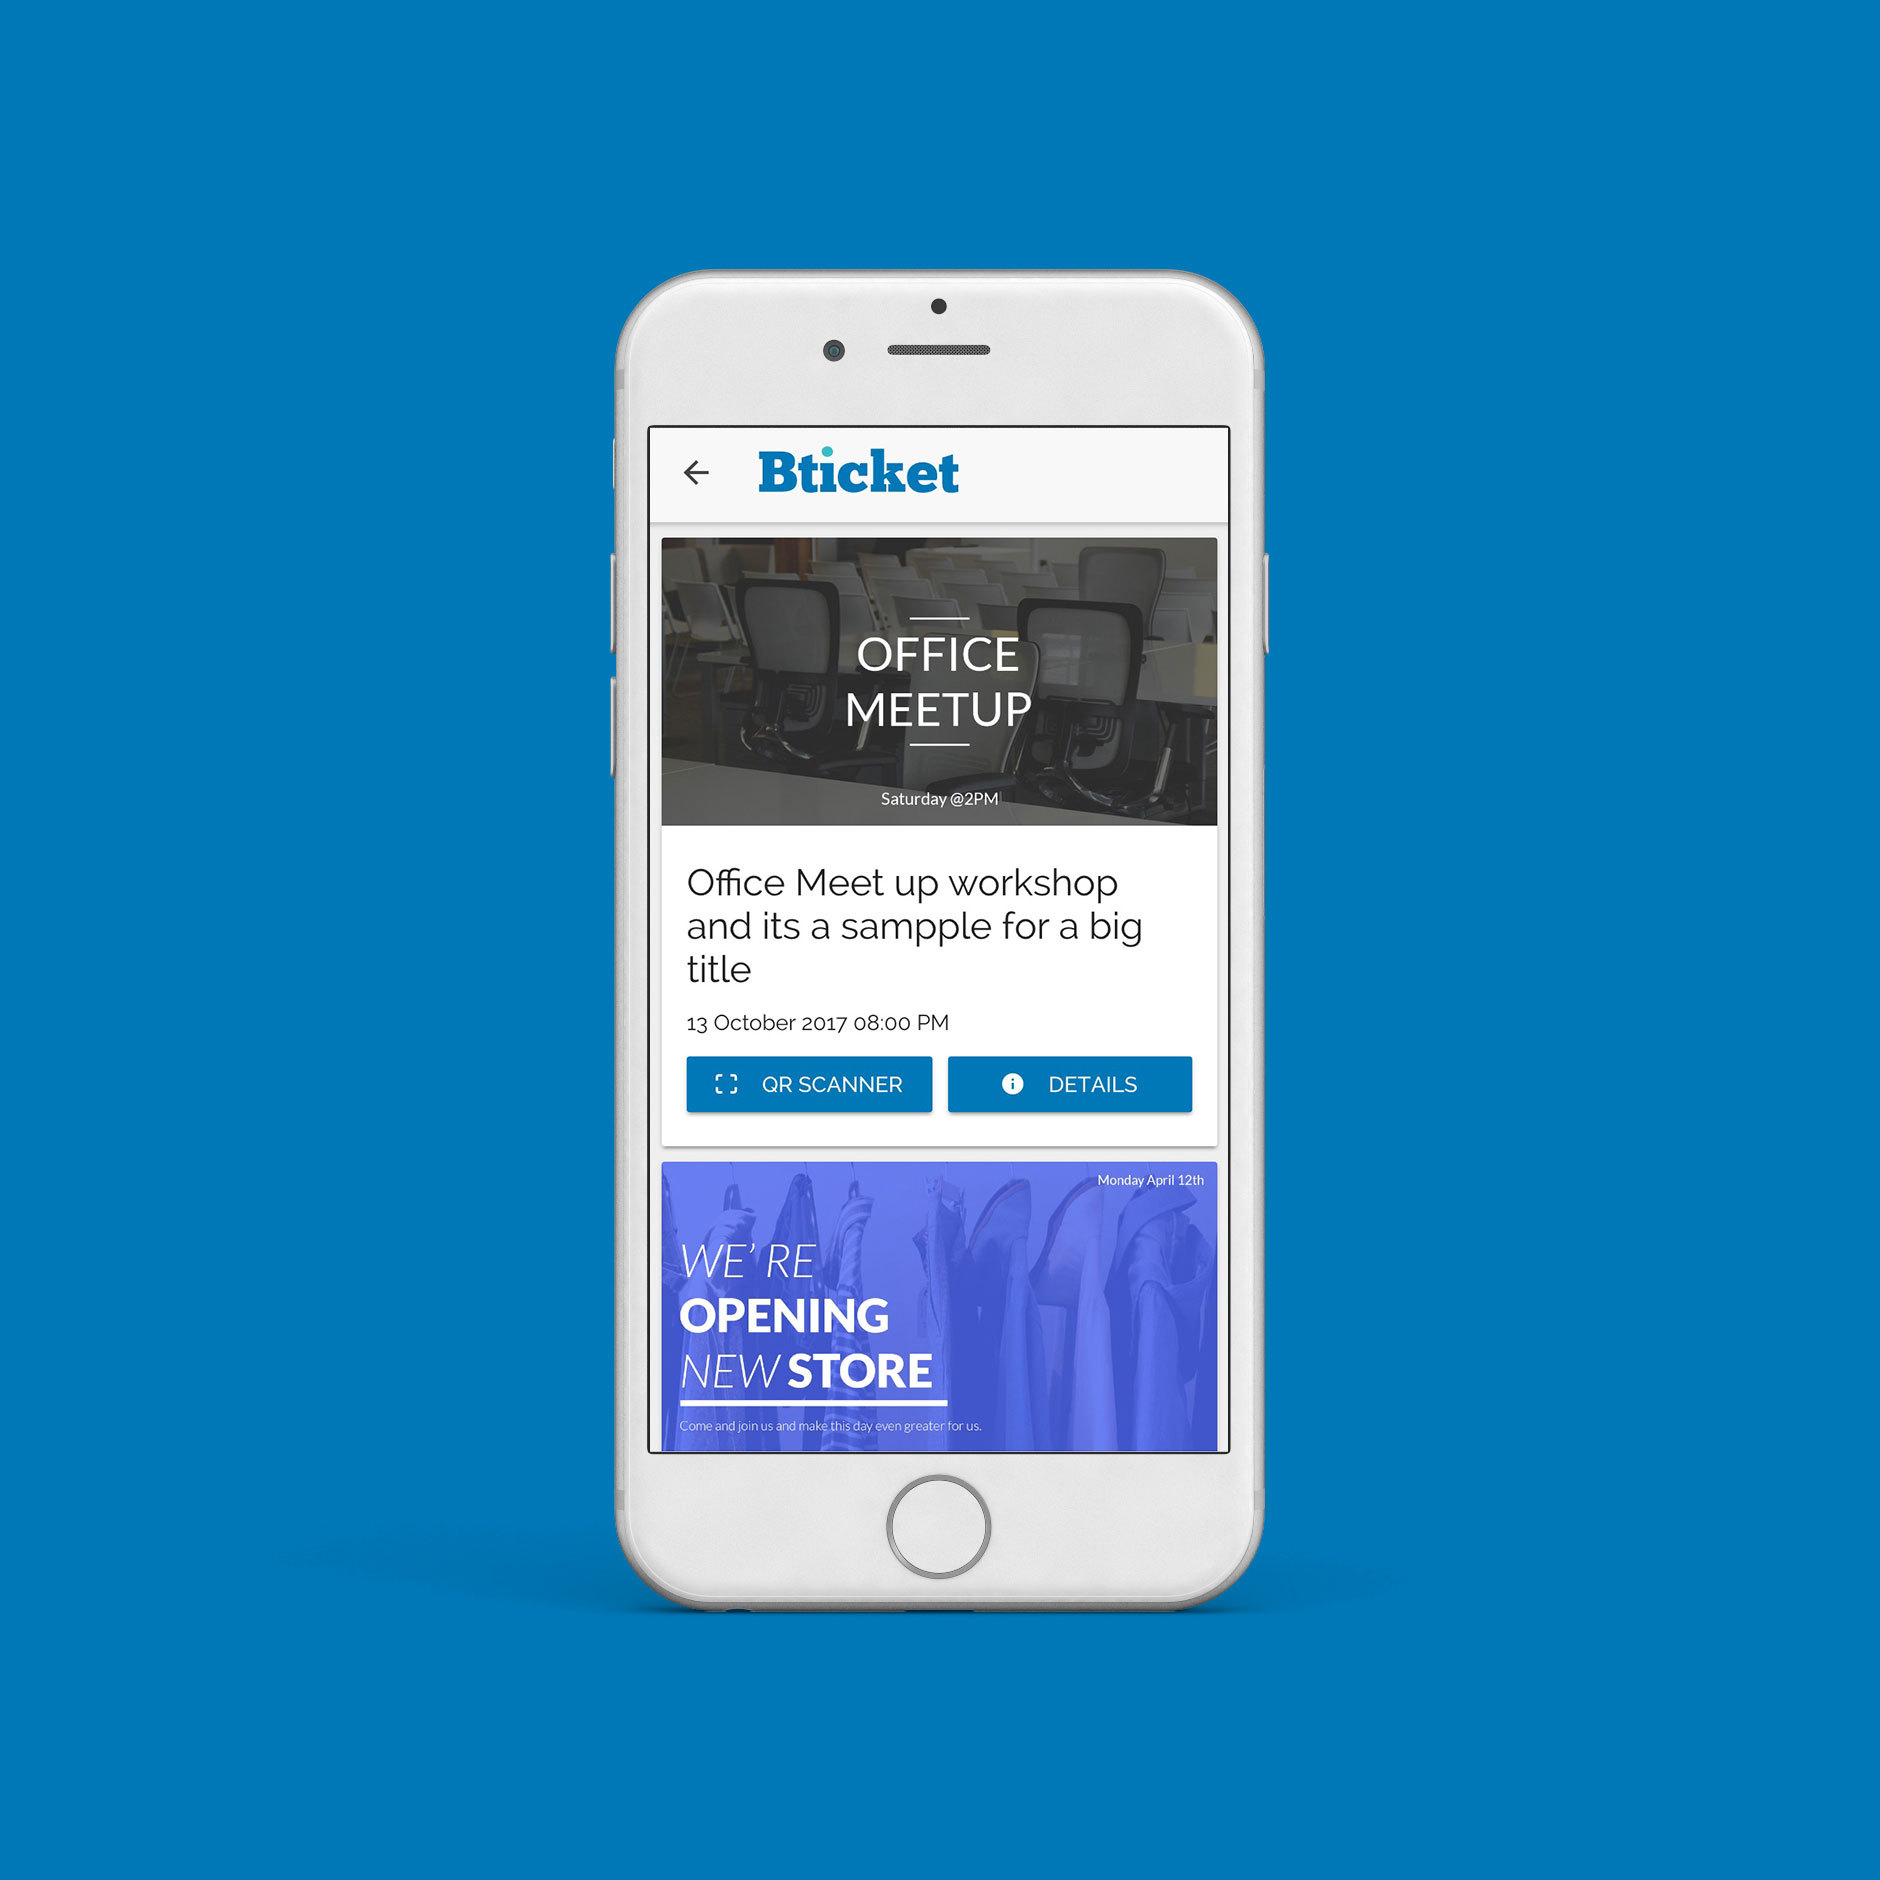 Bticket
OFFICE
MEETUP
Saturday @2PM
Office Meet up workshop
and its a sampple for a big
title
13 October 2017 08:00 PM
QR SCANNER
DETAILS
Monday April 12th
WE' RE
OPENING
NEW STORE
Come and join us and make this day even greater for us.